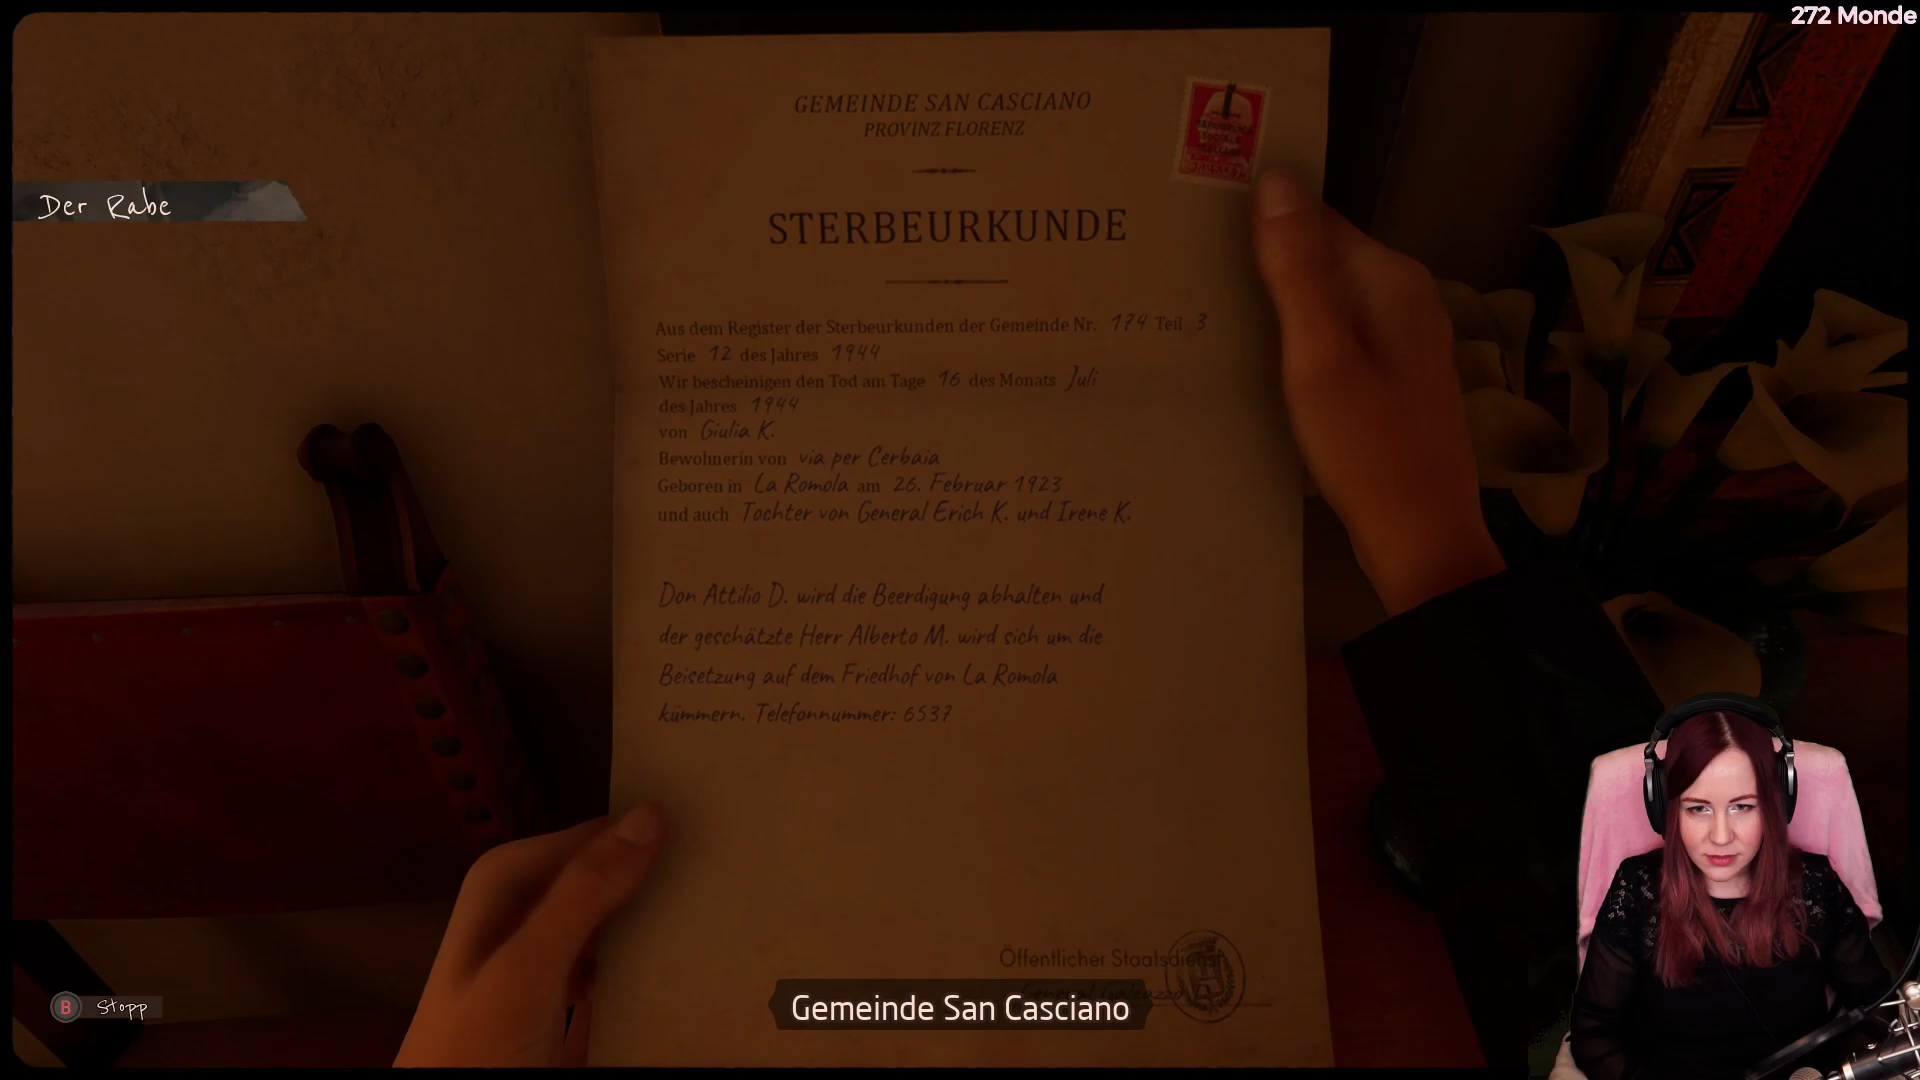 272 Monde
GEMEINDE SAN CASCIANO
PROVINZ FLORENZ
Der Rabe
STERBEURKUNDE
Aus dem Register der Sterbeurkunden der Gemeinde Nr. 174 Teil 3
Serie 12 des Jahres 1944
Wir bescheinigen den Tod am Tage 16 des Monats Juli
des Jahres 1944
von Giulia K.
Bewohnerin von via per Cerbaia
Geboren in La Romola am 26. Februar 1923
und auch Tochter von General Erich K. und Irene K.
Don Attilio D. wird die Beerdigung abhalten und
der geschätzte Herr Alberto M. wird sich um die
Beisetzung auf dem Friedhof von La Romola
kümmern. Telefonnummer: 6537
Öffentlicher Staatsdienst
B Stopp
Gemeinde San Casciano